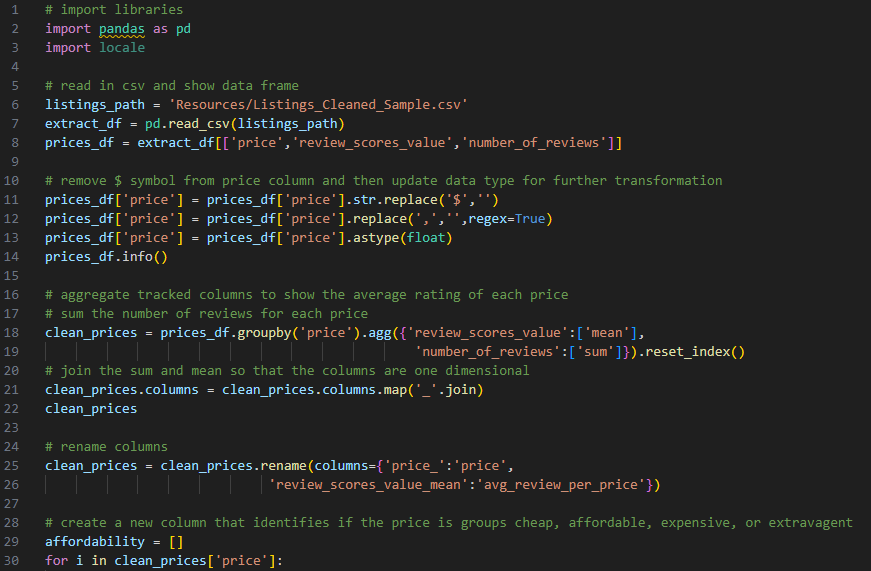 1 # import libraries
2 import pandas as pd
3 import locale
4
5 # read in csv and show data frame
6 listings_path = 'Resources/Listings_Cleaned_Sample.csv'
7 extract_df = pd.read_csv(listings_path)
8 prices_df = extract_df[['price','review_scores_value','number_of_reviews']]
9
10 # remove $ symbol from price column and then update data type for further transformation
11 prices_df['price'] = prices_df['price'].str.replace('$','')
12 prices_df['price'] = prices_df['price'].replace(',','',regex=True)
13 prices_df['price'] = prices_df['price'].astype(float)
14 prices_df.info()
15
16 # aggregate tracked columns to show the average rating of each price
17 # sum the number of reviews for each price
18 clean_prices = prices_df.groupby('price').agg({'review_scores_value':['mean'],
19 'number_of_reviews':['sum']}).reset_index()
20 # join the sum and mean so that the columns are one dimensional
21 clean_prices.columns = clean_prices.columns.map('_'.join)
22 clean_prices
23
24 # rename columns
25 clean_prices = clean_prices.rename(columns={'price_':'price',
26 'review_scores_value_mean':'avg_review_per_price'})
27
28 # create a new column that identifies if the price is groups cheap, affordable, expensive, or extravagent
29 affordability = []
30 for i in clean_prices['price']: